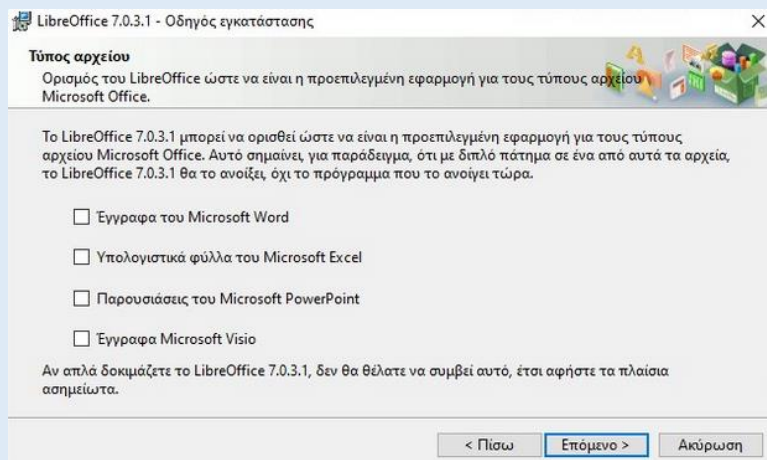 LibreOffice 7.0.3.1 - Οδηγός εγκατάστασης
Τύπος αρχείου
Ορισμός του LibreOffice ώστε να είναι η προεπιλεγμένη εφαρμογή για τους τύπους αρχείου
Microsoft Office.
Το LibreOffice 7.0.3.1 μπορεί να ορισθεί ώστε να είναι η προεπιλεγμένη εφαρμογή για τους τύπους
αρχείου Microsoft Office. Αυτό σημαίνει, για παράδειγμα, ότι με διπλό πάτημα σε ένα από αυτά τα αρχεία,
το LibreOffice 7.0.3.1 θα το ανοίξει, όχι το πρόγραμμα που το ανοίγει τώρα.
Έγγραφα του Microsoft Word
Υπολογιστικά φύλλα του Microsoft Excel
Παρουσιάσεις του Microsoft PowerPoint
Έγγραφα Microsoft Visio
Αν απλά δοκιμάζετε το LibreOffice 7.0.3.1, δεν θα θέλατε να συμβεί αυτό, έτσι αφήστε τα πλαίσια
ασημείωτα.
< Πίσω Επόμενο > Ακύρωση